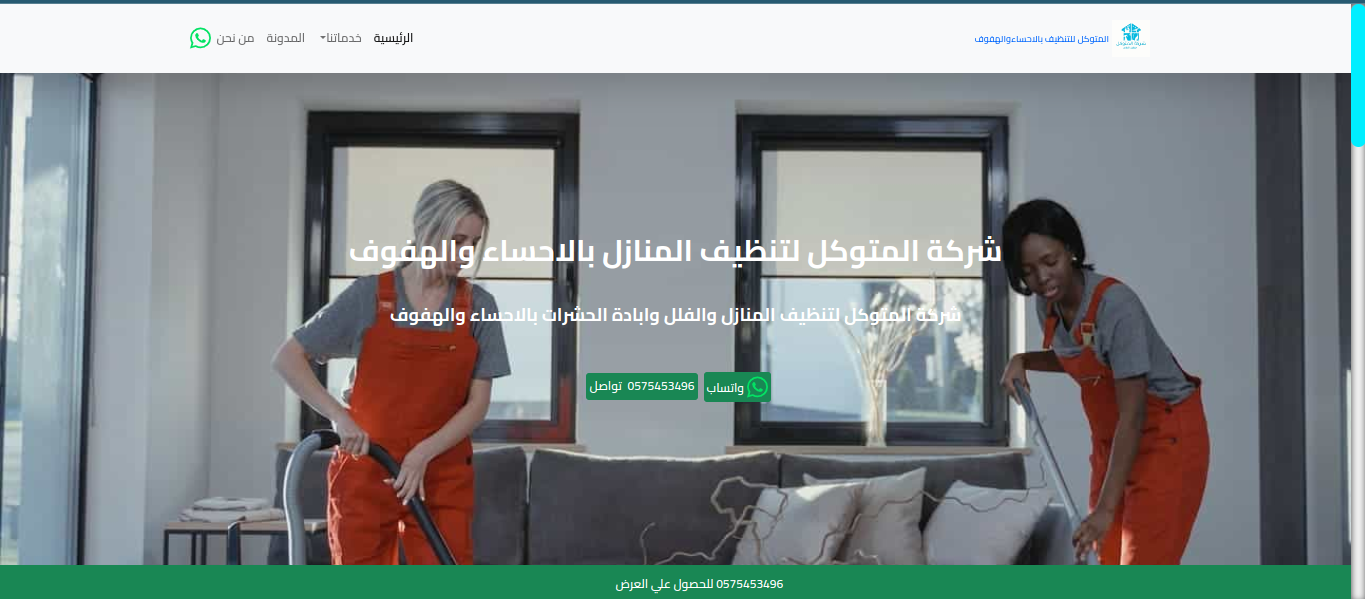 المتوكل للتنظيف بالاحساءوالهفوف
الرئيسية خدماتنا المدونة من نحن
شركة المتوكل لتنظيف المنازل بالاحساء والهفوف
شركة المتوكل لتنظيف المنازل والفلل وابادة الحشرات بالاحساء والهفوف
واتساب 0575453496 تواصل
0575453496 للحصول علي العرض